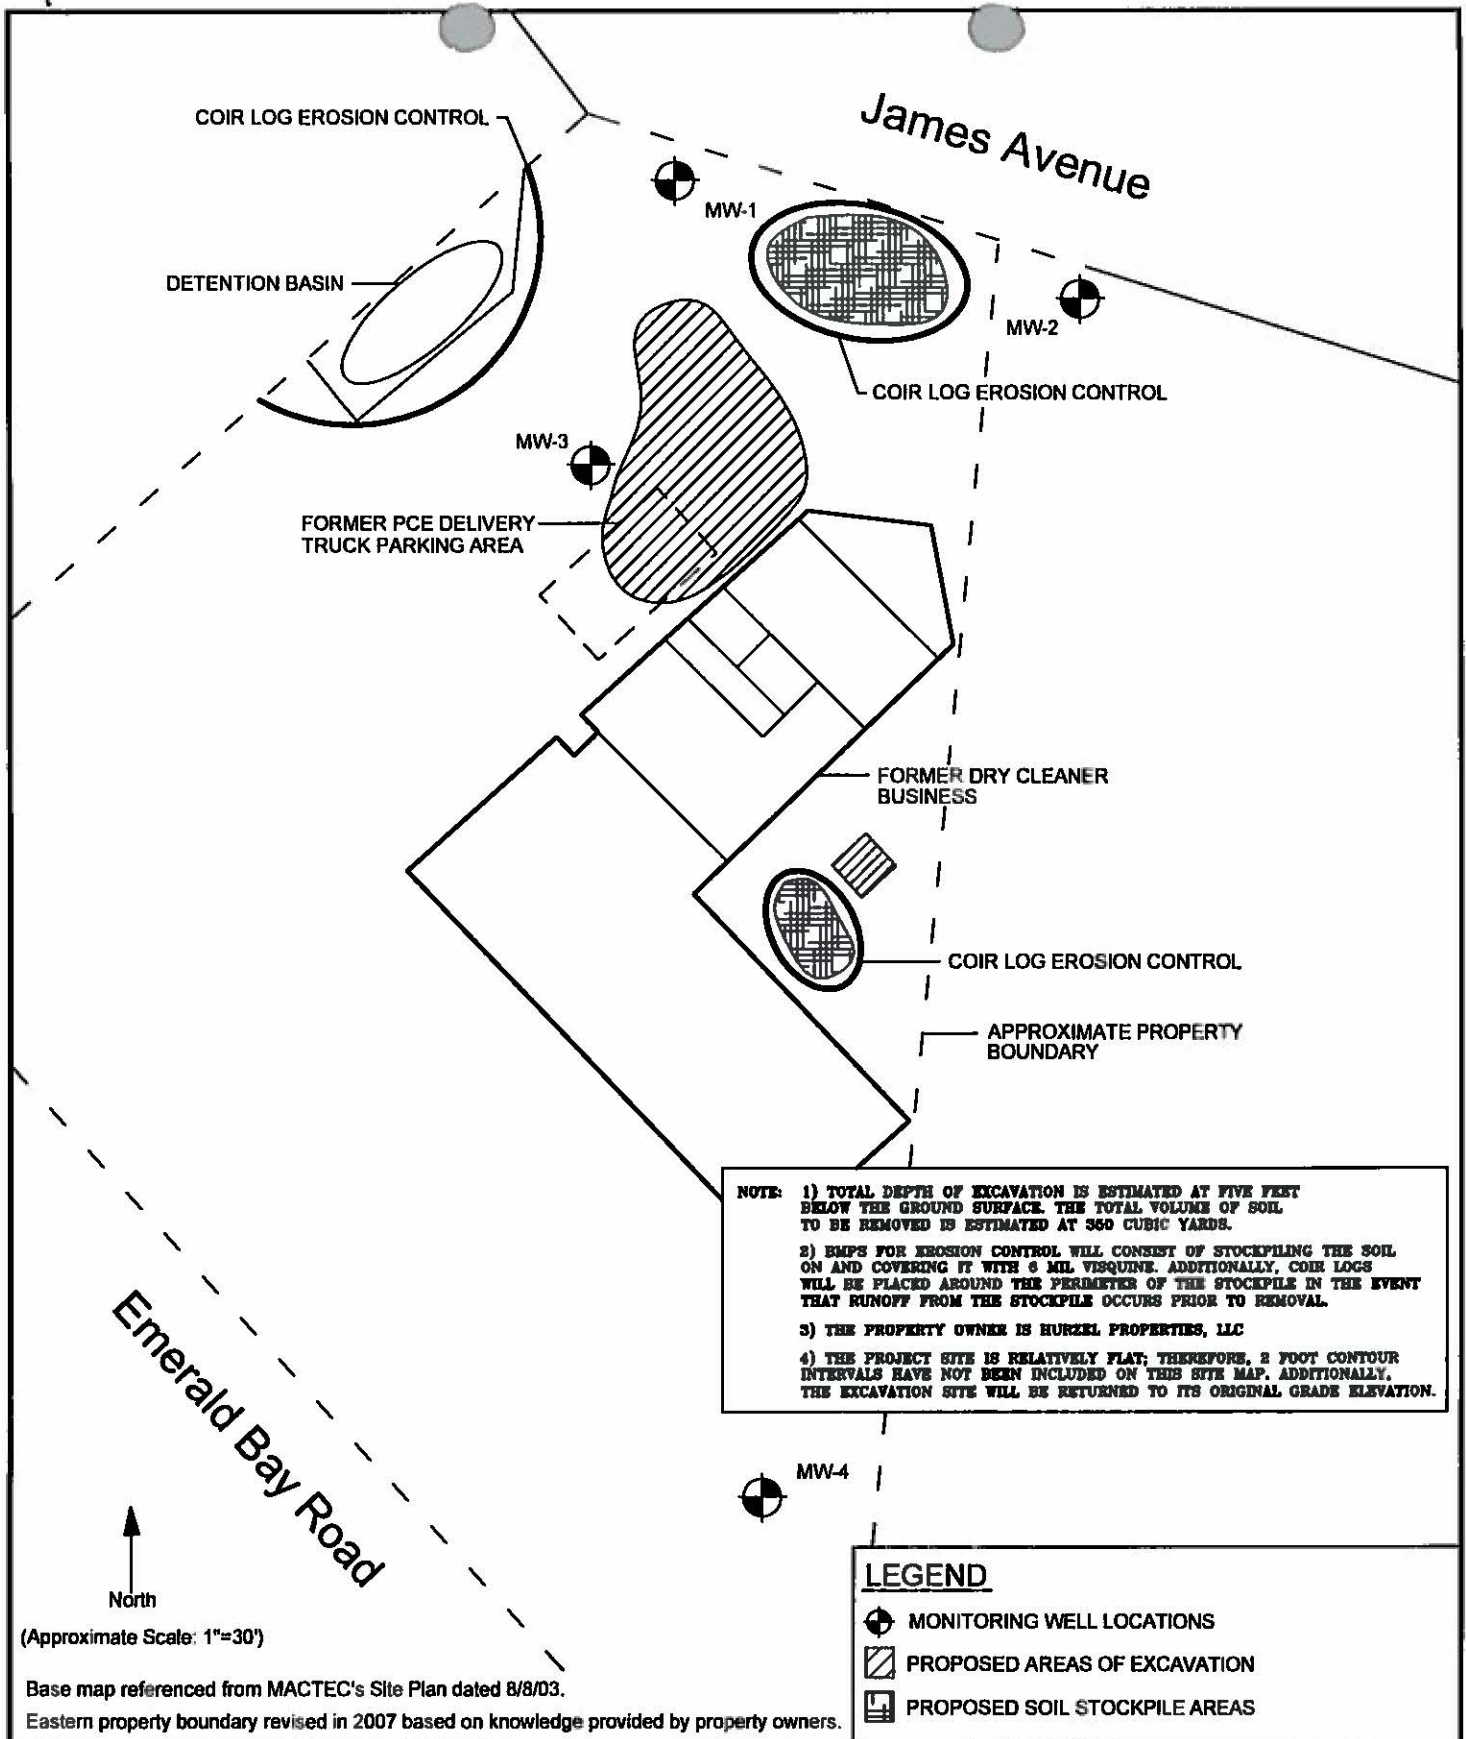 COIR LOG EROSION CONTROL
James Avenue
MW-1
DETENTION BASIN
MW-2
COIR LOG EROSION CONTROL
MW-3
FORMER PCE DELIVERY
TRUCK PARKING AREA
FORMER DRY CLEANER
BUSINESS
COIR LOG EROSION CONTROL
APPROXIMATE PROPERTY
BOUNDARY
NOTE: 1) TOTAL DEPTH OF EXCAVATION IS ESTIMATED AT FIVE FEET
BELOW THE GROUND SURFACE. THE TOTAL VOLUME OF SOIL
TO BE REMOVED IS ESTIMATED AT 350 CUBIC YARDS.
2) BMPS FOR EROSION CONTROL WILL CONSIST OF STOCKPILING THE SOIL
ON AND COVERING IT WITH 6 MIL VISQUINE. ADDITIONALLY, COIR LOGS
WILL BE PLACED AROUND THE PERIMETER OF THE STOCKPILE IN THE EVENT
THAT RUNOFF FROM THE STOCKPILE OCCURS PRIOR TO REMOVAL.
3) THE PROPERTY OWNER IS HURZEL PROPERTIES, LLC
4) THE PROJECT SITE IS RELATIVELY FLAT; THEREFORE, 2 FOOT CONTOUR
INTERVALS HAVE NOT BEEN INCLUDED ON THIS SITE MAP. ADDITIONALLY,
THE EXCAVATION SITE WILL BE RETURNED TO ITS ORIGINAL GRADE ELEVATION.
Emerald Bay Road
MW-4
North
(Approximate Scale: 1"=30')
Base map referenced from MACTEC's Site Plan dated 8/8/03.
Eastern property boundary revised in 2007 based on knowledge provided by property owners.
LEGEND
MONITORING WELL LOCATIONS
PROPOSED AREAS OF EXCAVATION
PROPOSED SOIL STOCKPILE AREAS